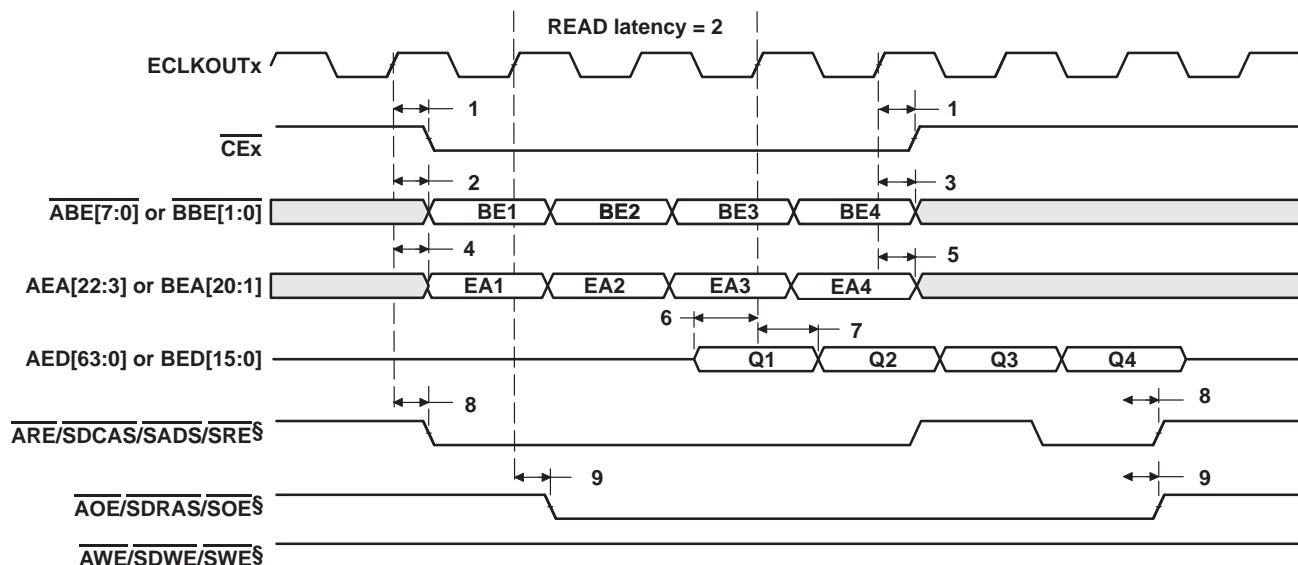 READ latency = 2
ECLKOUTx
1 1
CEx
2 3
ABE[7:0] or BBE[1:0] BE1 BE2 BE3 BE4
4 5
AEA[22:3] or BEA[20:1] EA1 EA2 EA3 EA4
6 7
AED[63:0] or BED[15:0] Q1 Q2 Q3 Q4
8 8
ARE/SDCAS/SADS/SRE§
9 9
AOE/SDRAS/SOE§
AWE/SDWE/SWE§